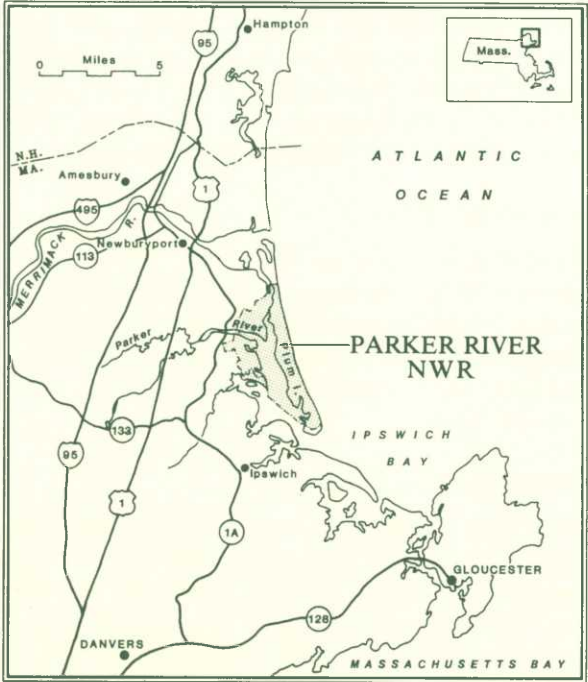 Hampton
95
Mass.
Miles
0 5
N.H.
MA.
ATLANTIC
OCEAN
Amesbury
1
495
MERRIMACK R.
Newburyport
113
Parker River
Plum I.
PARKER RIVER
NWR
133
IPSWICH
BAY
95
Ipswich
1
1A
GLOUCESTER
128
DANVERS
MASSACHUSETTS BAY